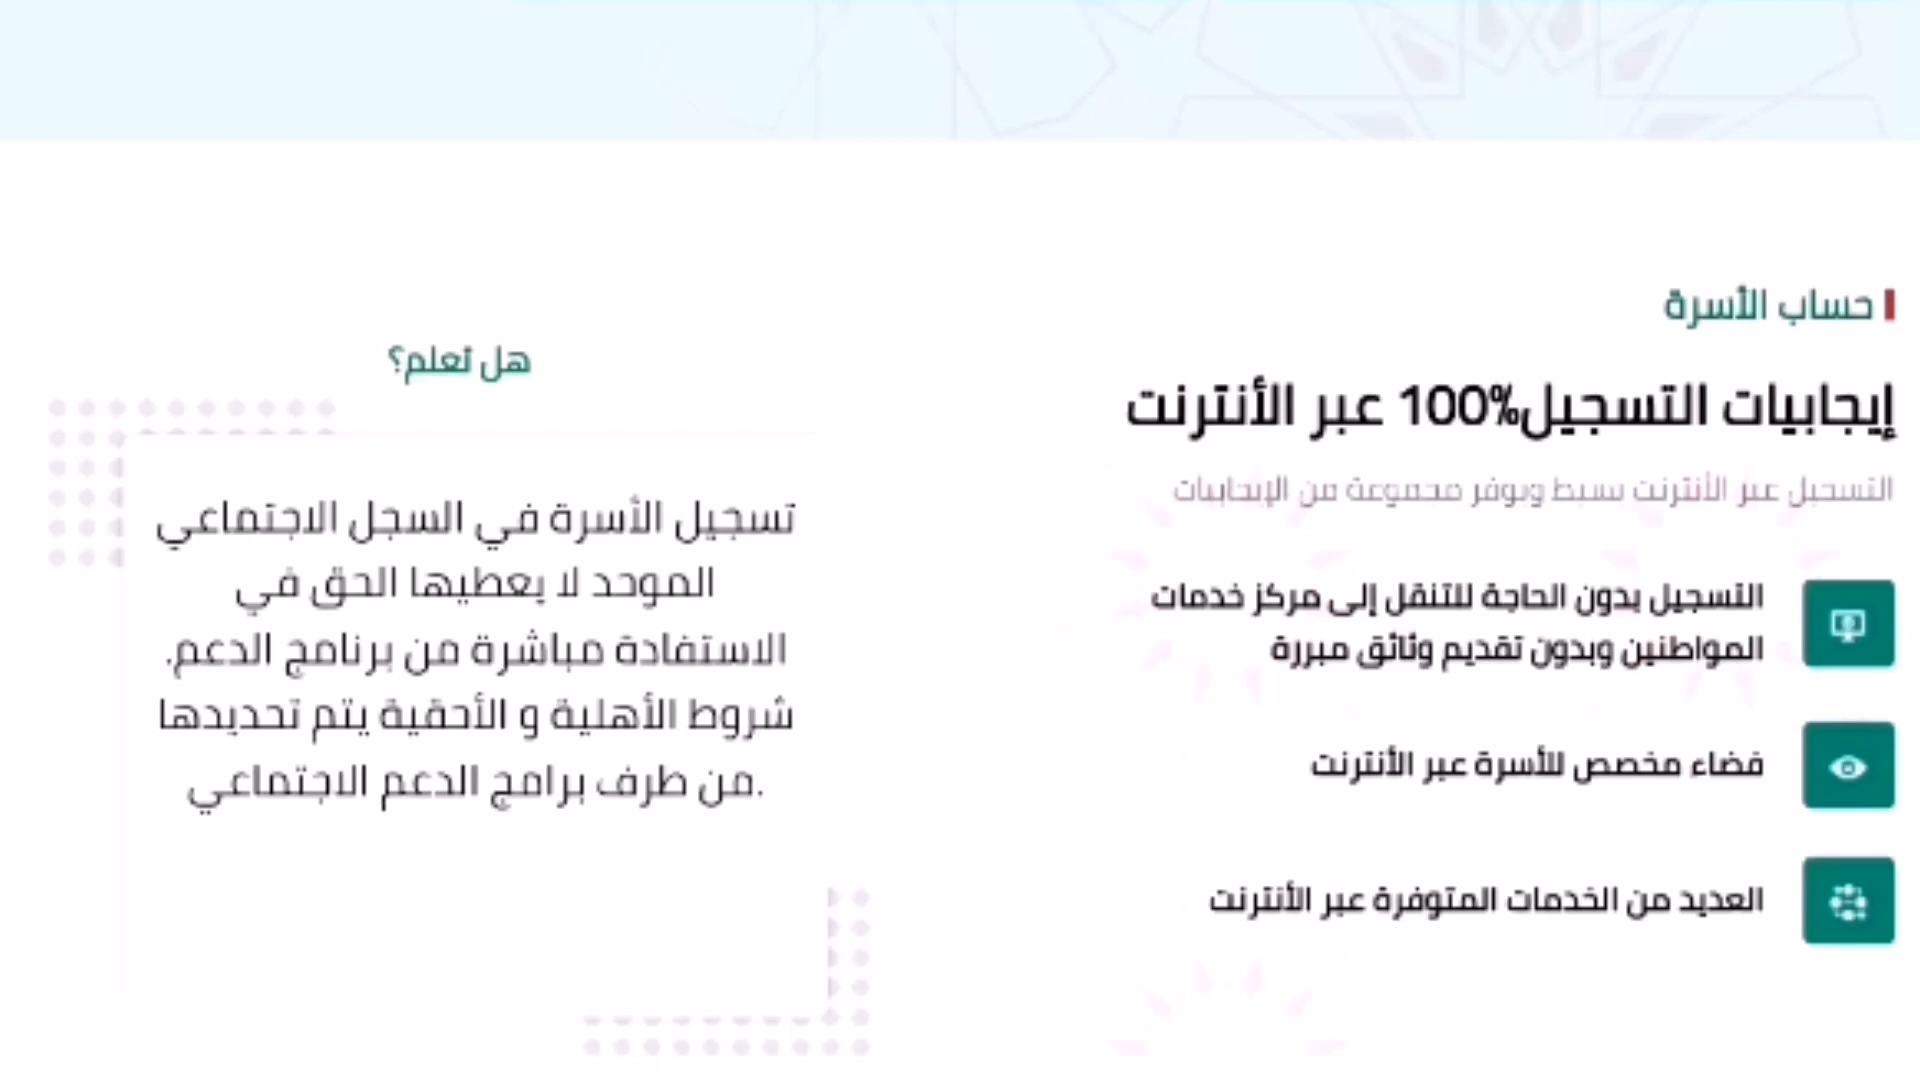 حساب الأسرة
إيجابيات التسجيل%100 عبر الأنترنت
التسجيل عبر الأنترنت بسيط ويوفر مجموعة من الإيجابيات
التسجيل بدون الحاجة للتنقل إلى مركز خدمات
المواطنين وبدون تقديم وثائق مبررة
فضاء مخصص للأسرة عبر الأنترنت
العديد من الخدمات المتوفرة عبر الأنترنت
هل تعلم؟
تسجيل الأسرة في السجل الاجتماعي
الموحد لا يعطيها الحق في
الاستفادة مباشرة من برنامج الدعم.
شروط الأهلية و الأحقية يتم تحديدها
.من طرف برامج الدعم الاجتماعي